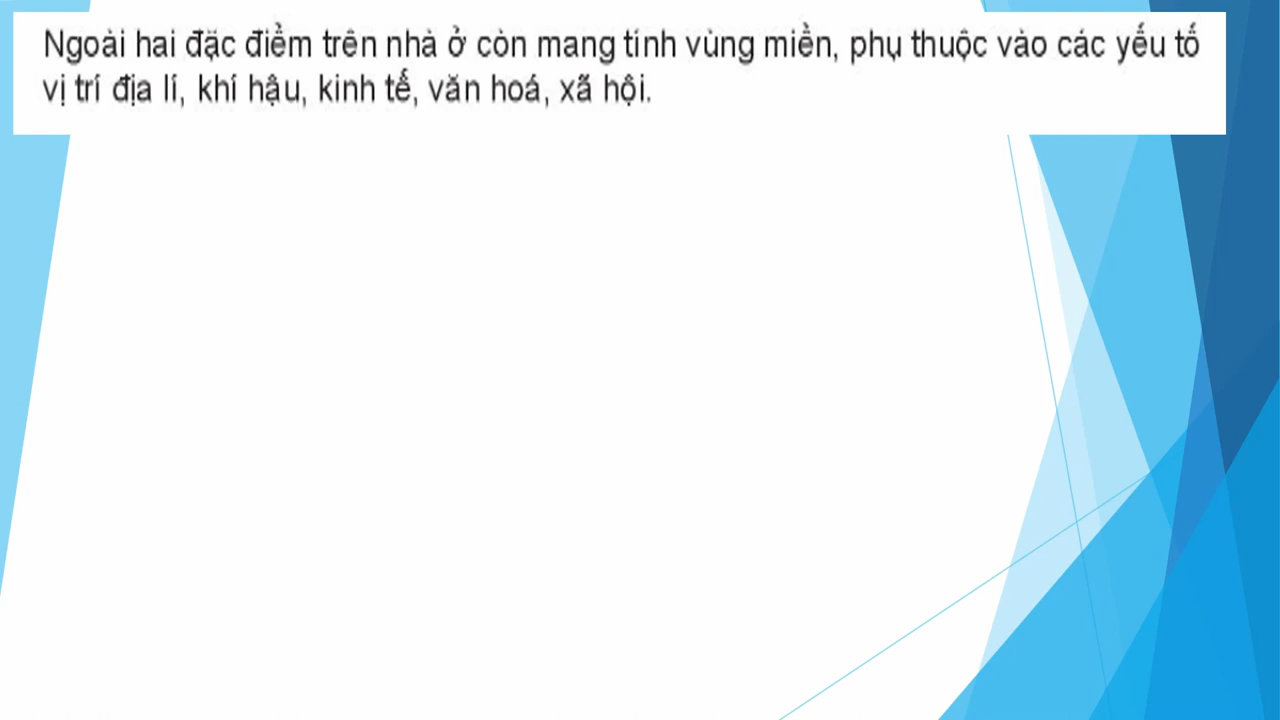 Ngoài hai đặc điểm trên nhà ở còn mang tính vùng miền, phụ thuộc vào các yếu tố
vị trí địa lí, khí hậu, kinh tế, văn hoá, xã hội.